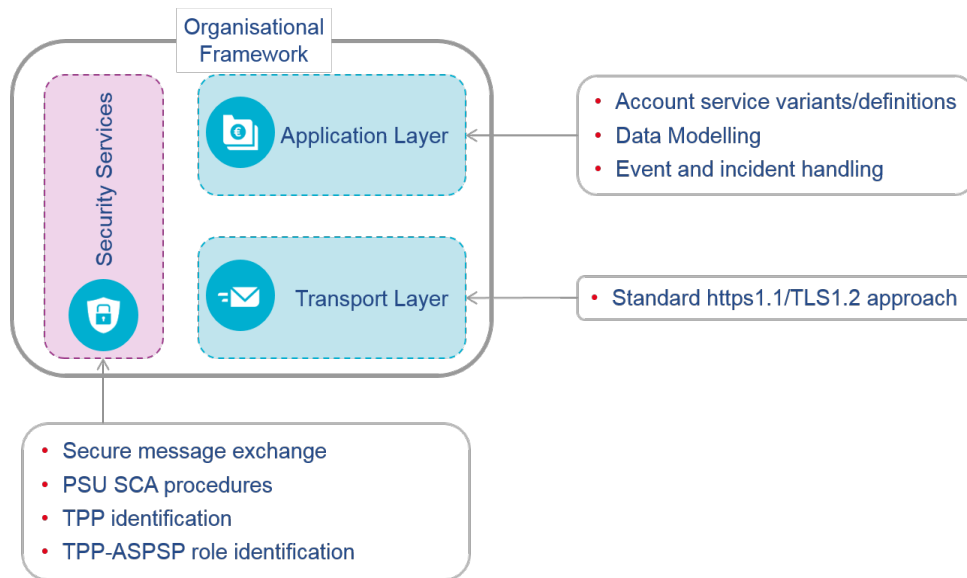 Organisational
Framework
Security Services
€
Application Layer
Transport Layer
• Account service variants/definitions
• Data Modelling
• Event and incident handling
• Standard https1.1/TLS1.2 approach
• Secure message exchange
• PSU SCA procedures
• TPP identification
• TPP-ASPSP role identification